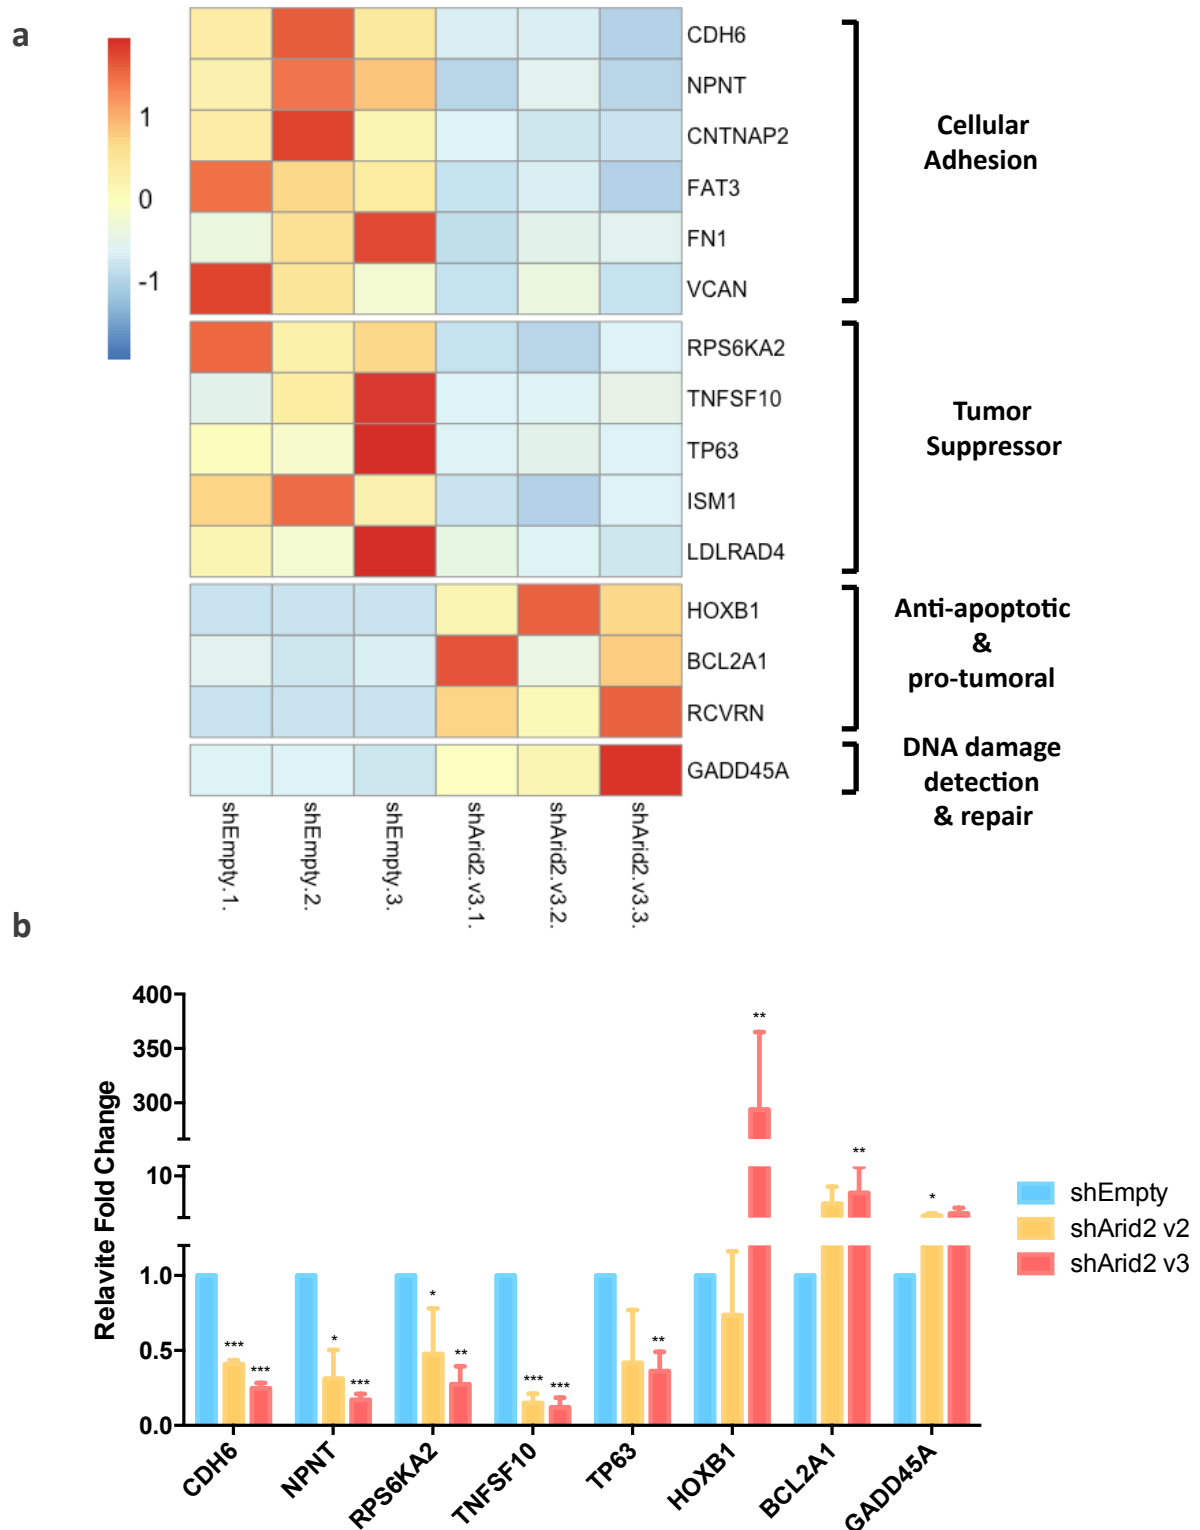 a
1
0
-1
CDH6
NPNT
CNTNAP2
FAT3
FN1
VCAN
Cellular
Adhesion
RPS6KA2
TNFSF10
TP63
ISM1
LDLRAD4
Tumor
Suppressor
HOXB1
BCL2A1
RCVRN
Anti-apoptotic
&
pro-tumoral
GADD45A
DNA damage
detection
& repair
shEmpty.1.
shEmpty.2.
shEmpty.3.
shArid2.v3.1.
shArid2.v3.2.
shArid2.v3.3.
b
Relavite Fold Change
400
350
300
10
1.0
0.5
0.0
***
***
*
***
*
**
***
***
**
**
**
*
CDH6
NPNT
RPS6KA2
TNFSF10
TP63
HOXB1
BCL2A1
GADD45A
shEmpty
shArid2 v2
shArid2 v3